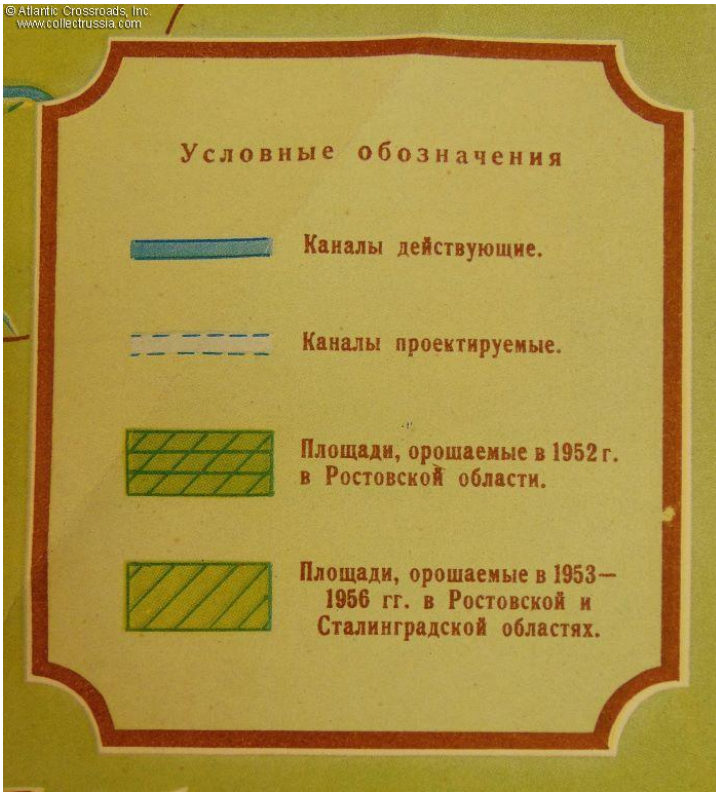 © Atlantic Crossroads, Inc.
www.collectrussia.com
Условные обозначения
Каналы действующие.
Каналы проектируемые.
Площади, орошаемые в 1952 г.
в Ростовской области.
Площади, орошаемые в 1953—
1956 гг. в Ростовской и
Сталинградской областях.